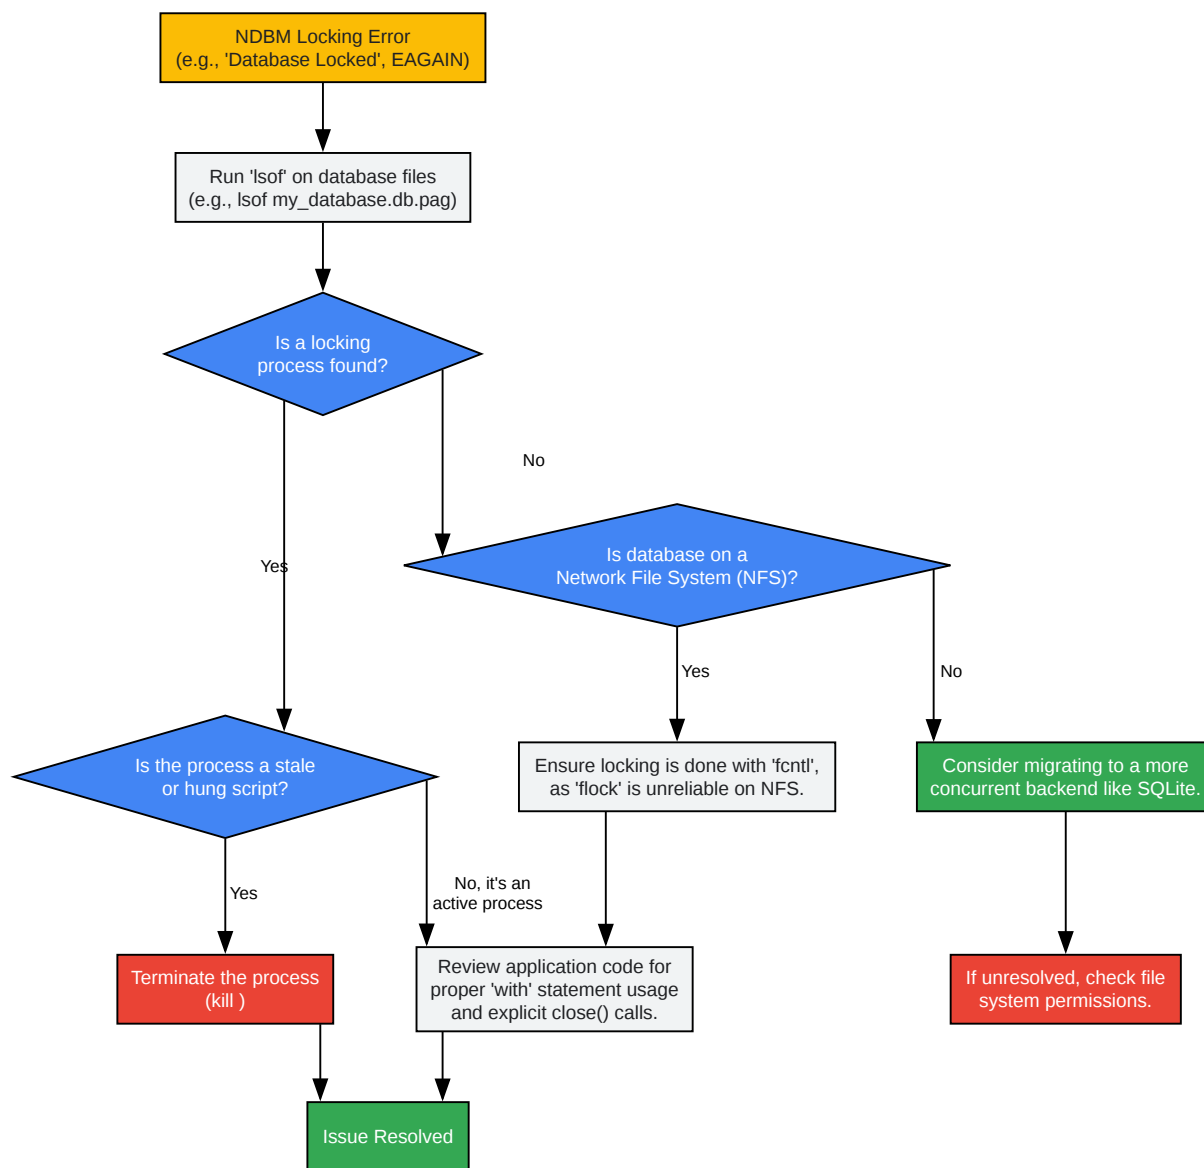 NDBM Locking Error
(e.g., 'Database Locked', EAGAIN)
Run 'lsof' on database files
(e.g., lsof my_database.db.pag)
Is a locking
process found?
No
Is database on a
Network File System (NFS)?
Yes
Yes
No
Is the process a stale
or hung script?
Ensure locking is done with 'fcntl',
as 'flock' is unreliable on NFS.
Consider migrating to a more
concurrent backend like SQLite.
Yes
No, it's an
active process
Terminate the process
(kill )
Review application code for
proper 'with' statement usage
and explicit close() calls.
If unresolved, check file
system permissions.
Issue Resolved